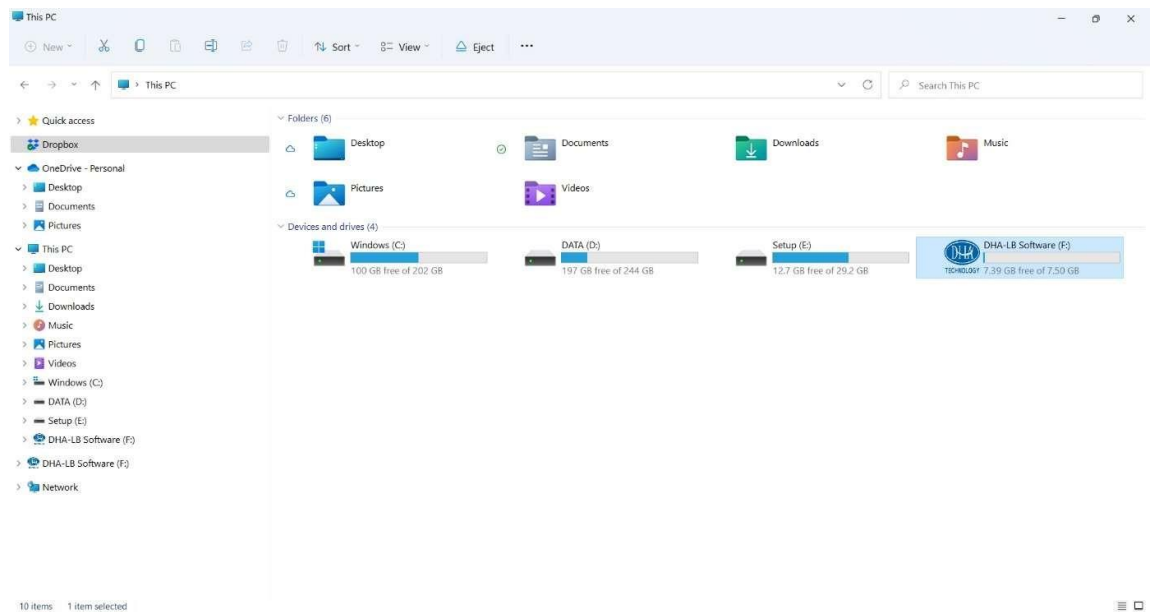 This PC
New
Sort
View
Eject
This PC
Search This PC
Quick access
Dropbox
OneDrive - Personal
Desktop
Documents
Pictures
This PC
Desktop
Documents
Downloads
Music
Pictures
Videos
Windows (C:)
DATA (D:)
Setup (E:)
DHA-LB Software (F:)
DHA-LB Software (F:)
Network
Folders (6)
Desktop
Documents
Downloads
Music
Pictures
Videos
Devices and drives (4)
Windows (C:)
100 GB free of 202 GB
DATA (D:)
197 GB free of 244 GB
Setup (E:)
12.7 GB free of 29.2 GB
DHA
TECHNOLOGY
DHA-LB Software (F:)
7.39 GB free of 7.50 GB
10 items 1 item selected